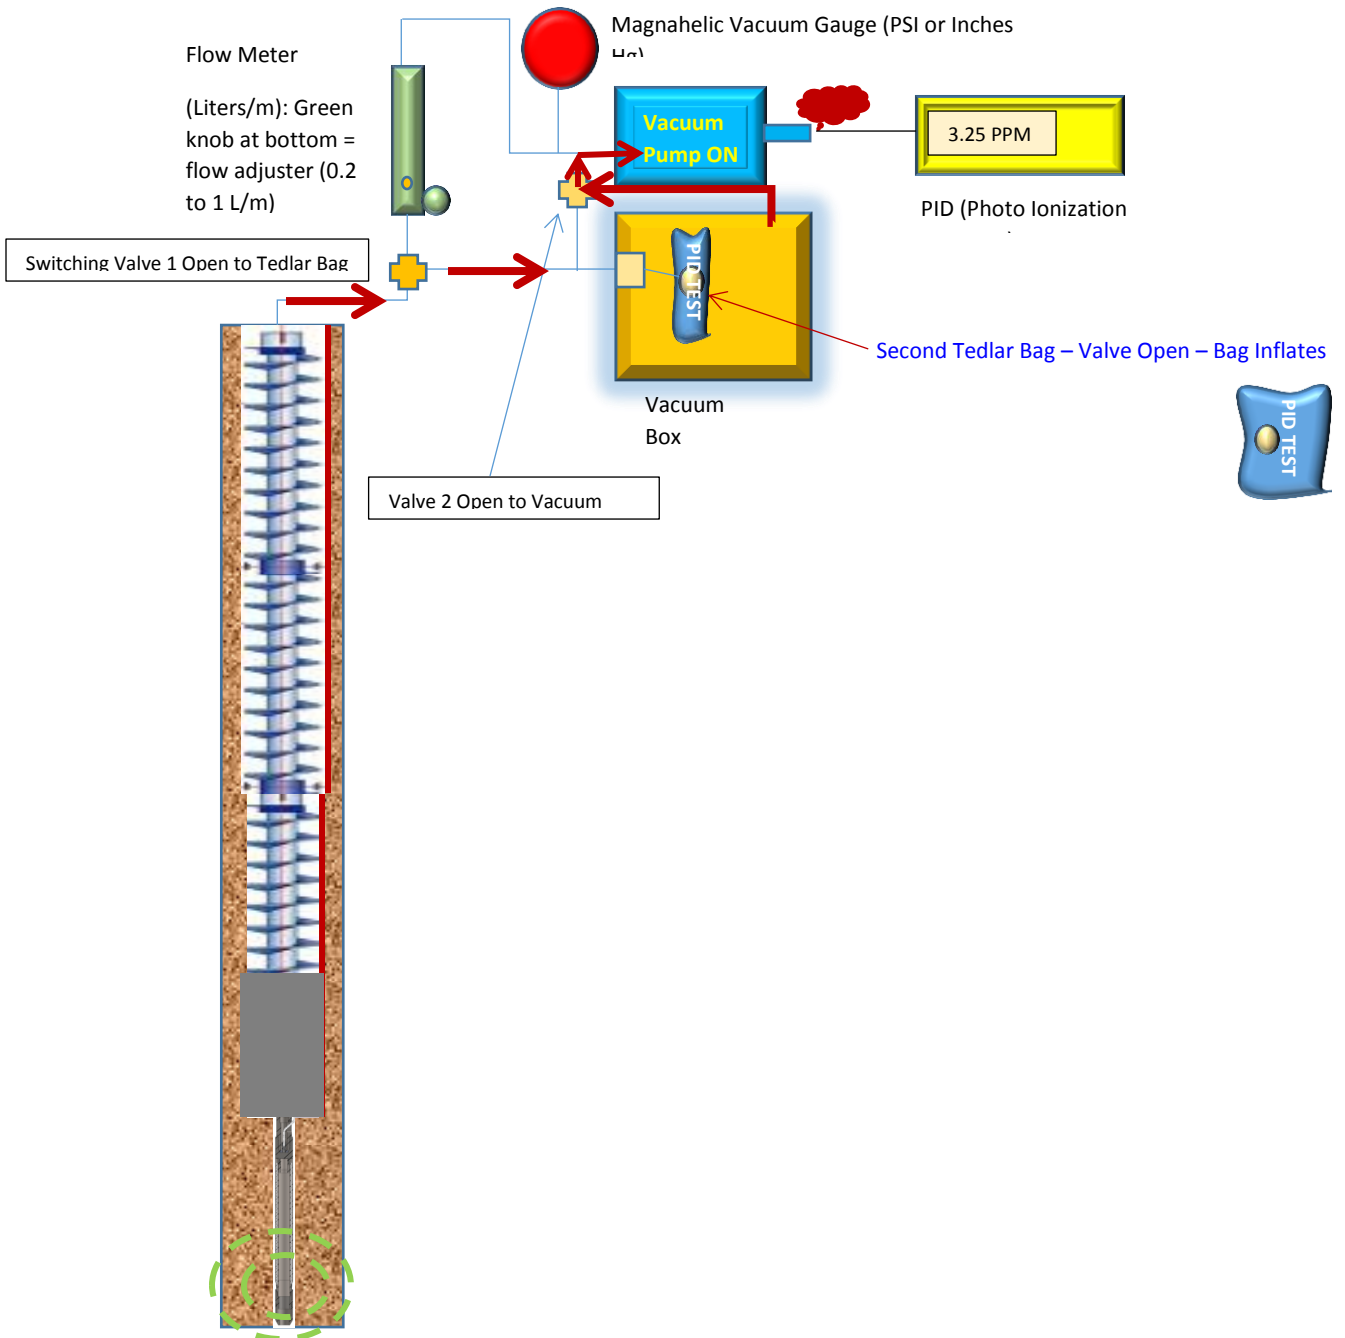 Magnahelic Vacuum Gauge (PSI or Inches
Hg)
Flow Meter
(Liters/m): Green
knob at bottom =
flow adjuster (0.2
to 1 L/m)
Vacuum
Pump ON
3.25 PPM
PID (Photo Ionization
Switching Valve 1 Open to Tedlar Bag
PID TEST
Second Tedlar Bag – Valve Open – Bag Inflates
Vacuum
Box
PID TEST
Valve 2 Open to Vacuum